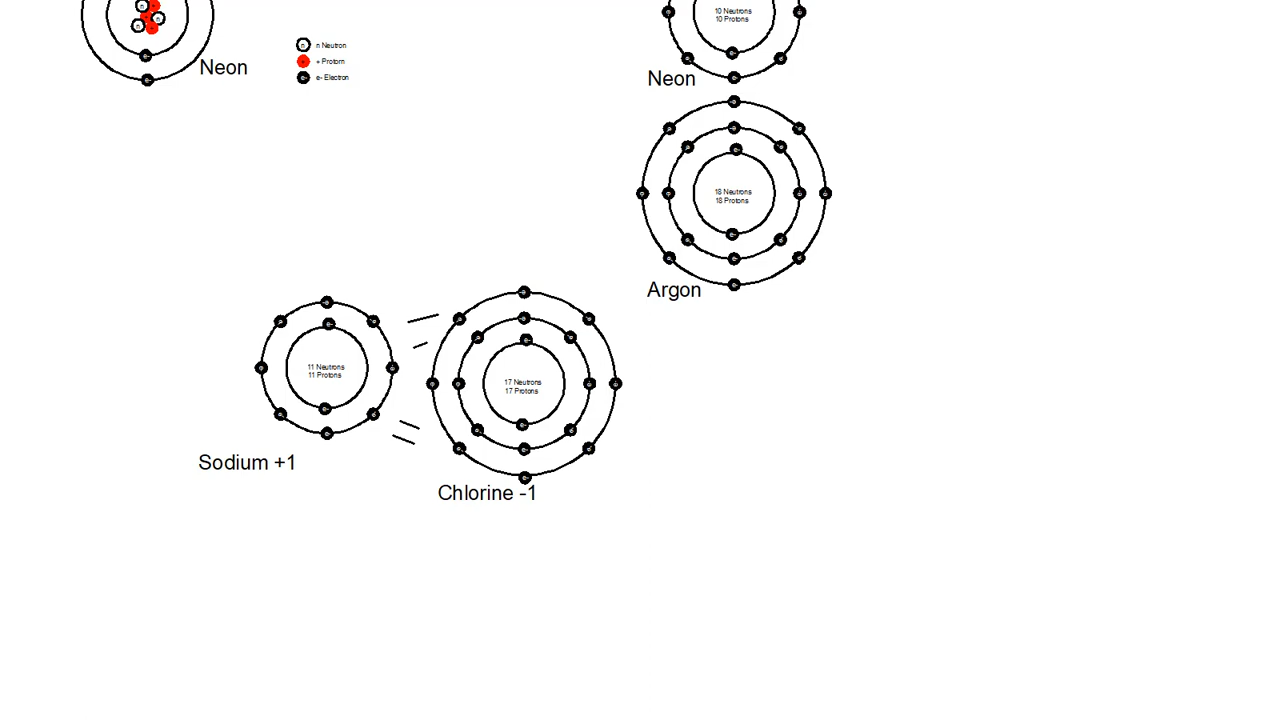 10 Neutrons
10 Protons
n Neutron
+ Protorn
e- Electron
Neon
Neon
18 Neutrons
18 Protons
Argon
11 Neutrons
11 Protons
17 Neutrons
17 Protons
Sodium +1
Chlorine -1